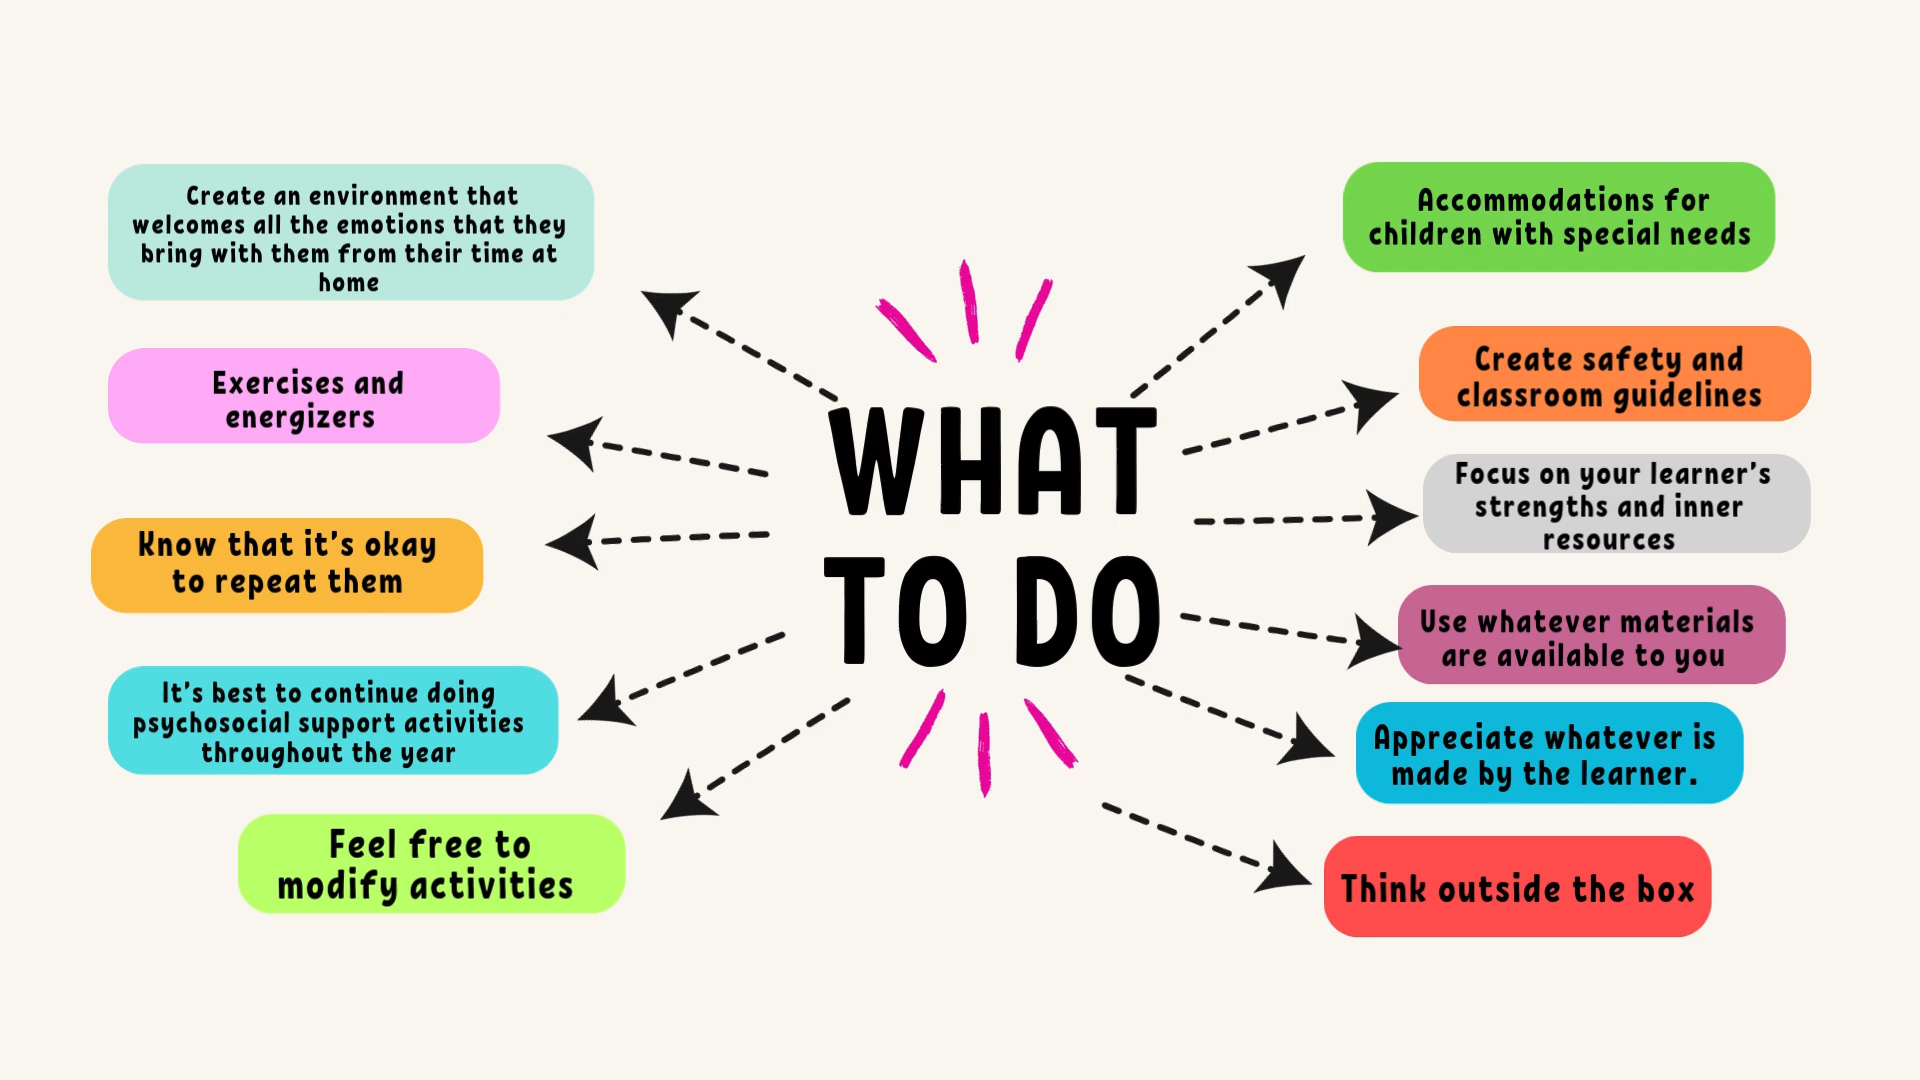 Create an environment that
welcomes all the emotions that they
bring with them from their time at
home
Exercises and
energizers
Know that it's okay
to repeat them
It's best to continue doing
psychosocial support activities
throughout the year
Feel free to
modify activities
WHAT
TO DO
Accommodations for
children with special needs
Create safety and
classroom guidelines
Focus on your learner's
strengths and inner
resources
Use whatever materials
are available to you
Appreciate whatever is
made by the learner.
Think outside the box